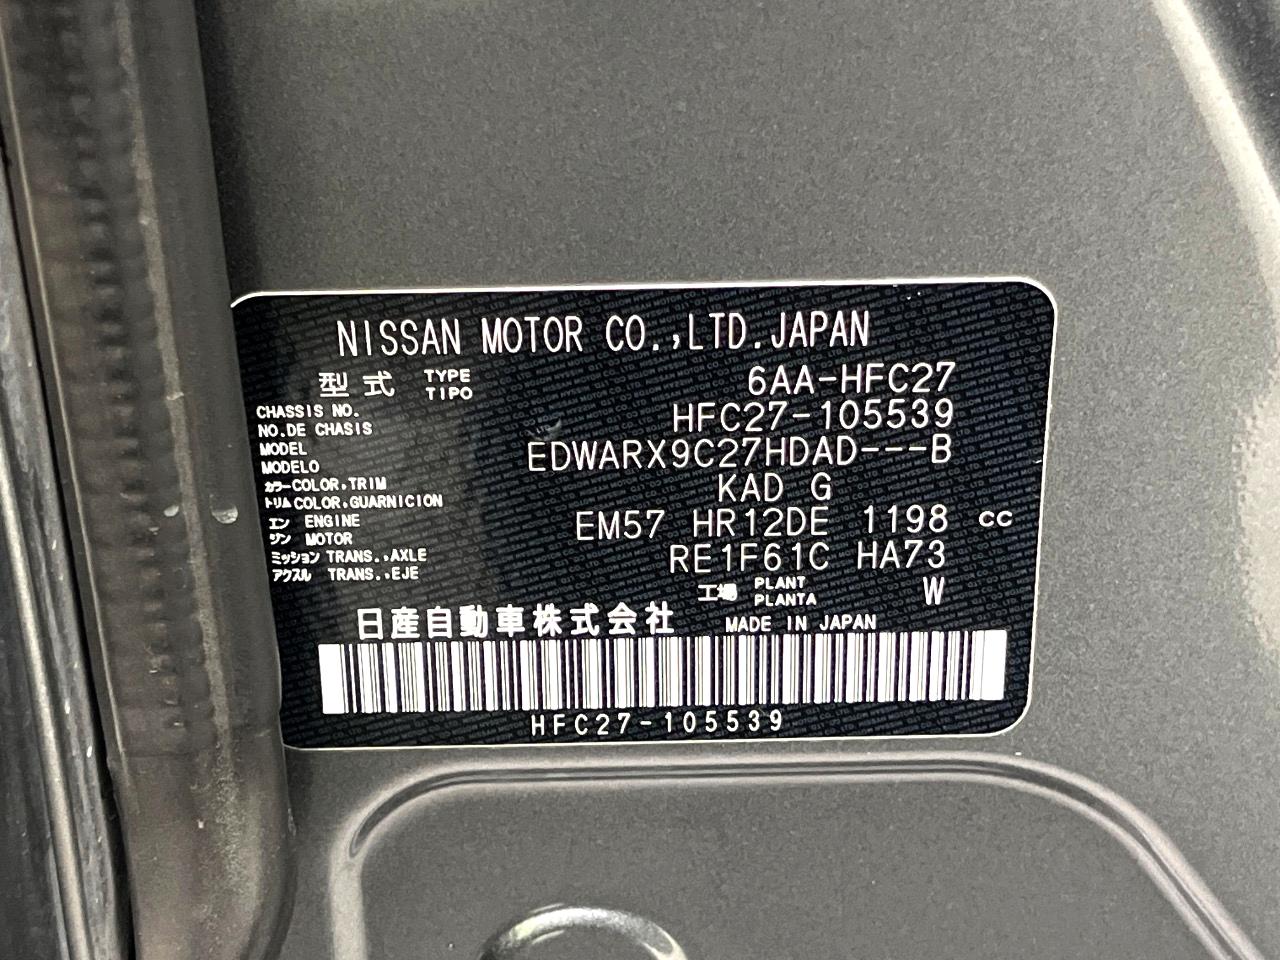 NISSAN MOTOR CO.,LTD.JAPAN
型式 TYPE TIPO 6AA-HFC27
CHASSIS NO.
NO.DE CHASIS HFC27-105539
MODEL
MODELO EDWARX9C27HDAD---B
カラー COLOR,TRIM
トリム COLOR,GUARNICION KAD G
エン ENGINE
ジン MOTOR EM57 HR12DE 1198 cc
ミッション TRANS.,AXLE
アクスル TRANS.,EJE RE1F61C HA73
工場 PLANT PLANTA W
日産自動車株式会社 MADE IN JAPAN
HFC27-105539